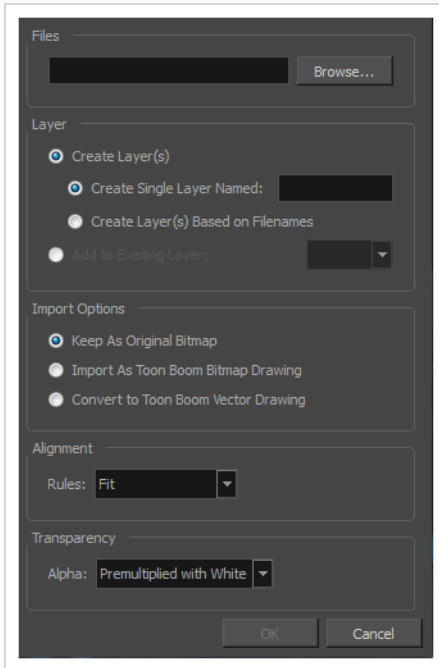 Files
Browse...
Layer
Create Layer(s)
Create Single Layer Named:
Create Layer(s) Based on Filenames
Add to Existing Layer:
Import Options
Keep As Original Bitmap
Import As Toon Boom Bitmap Drawing
Convert to Toon Boom Vector Drawing
Alignment
Rules: Fit
Transparency
Alpha: Premultiplied with White
OK Cancel